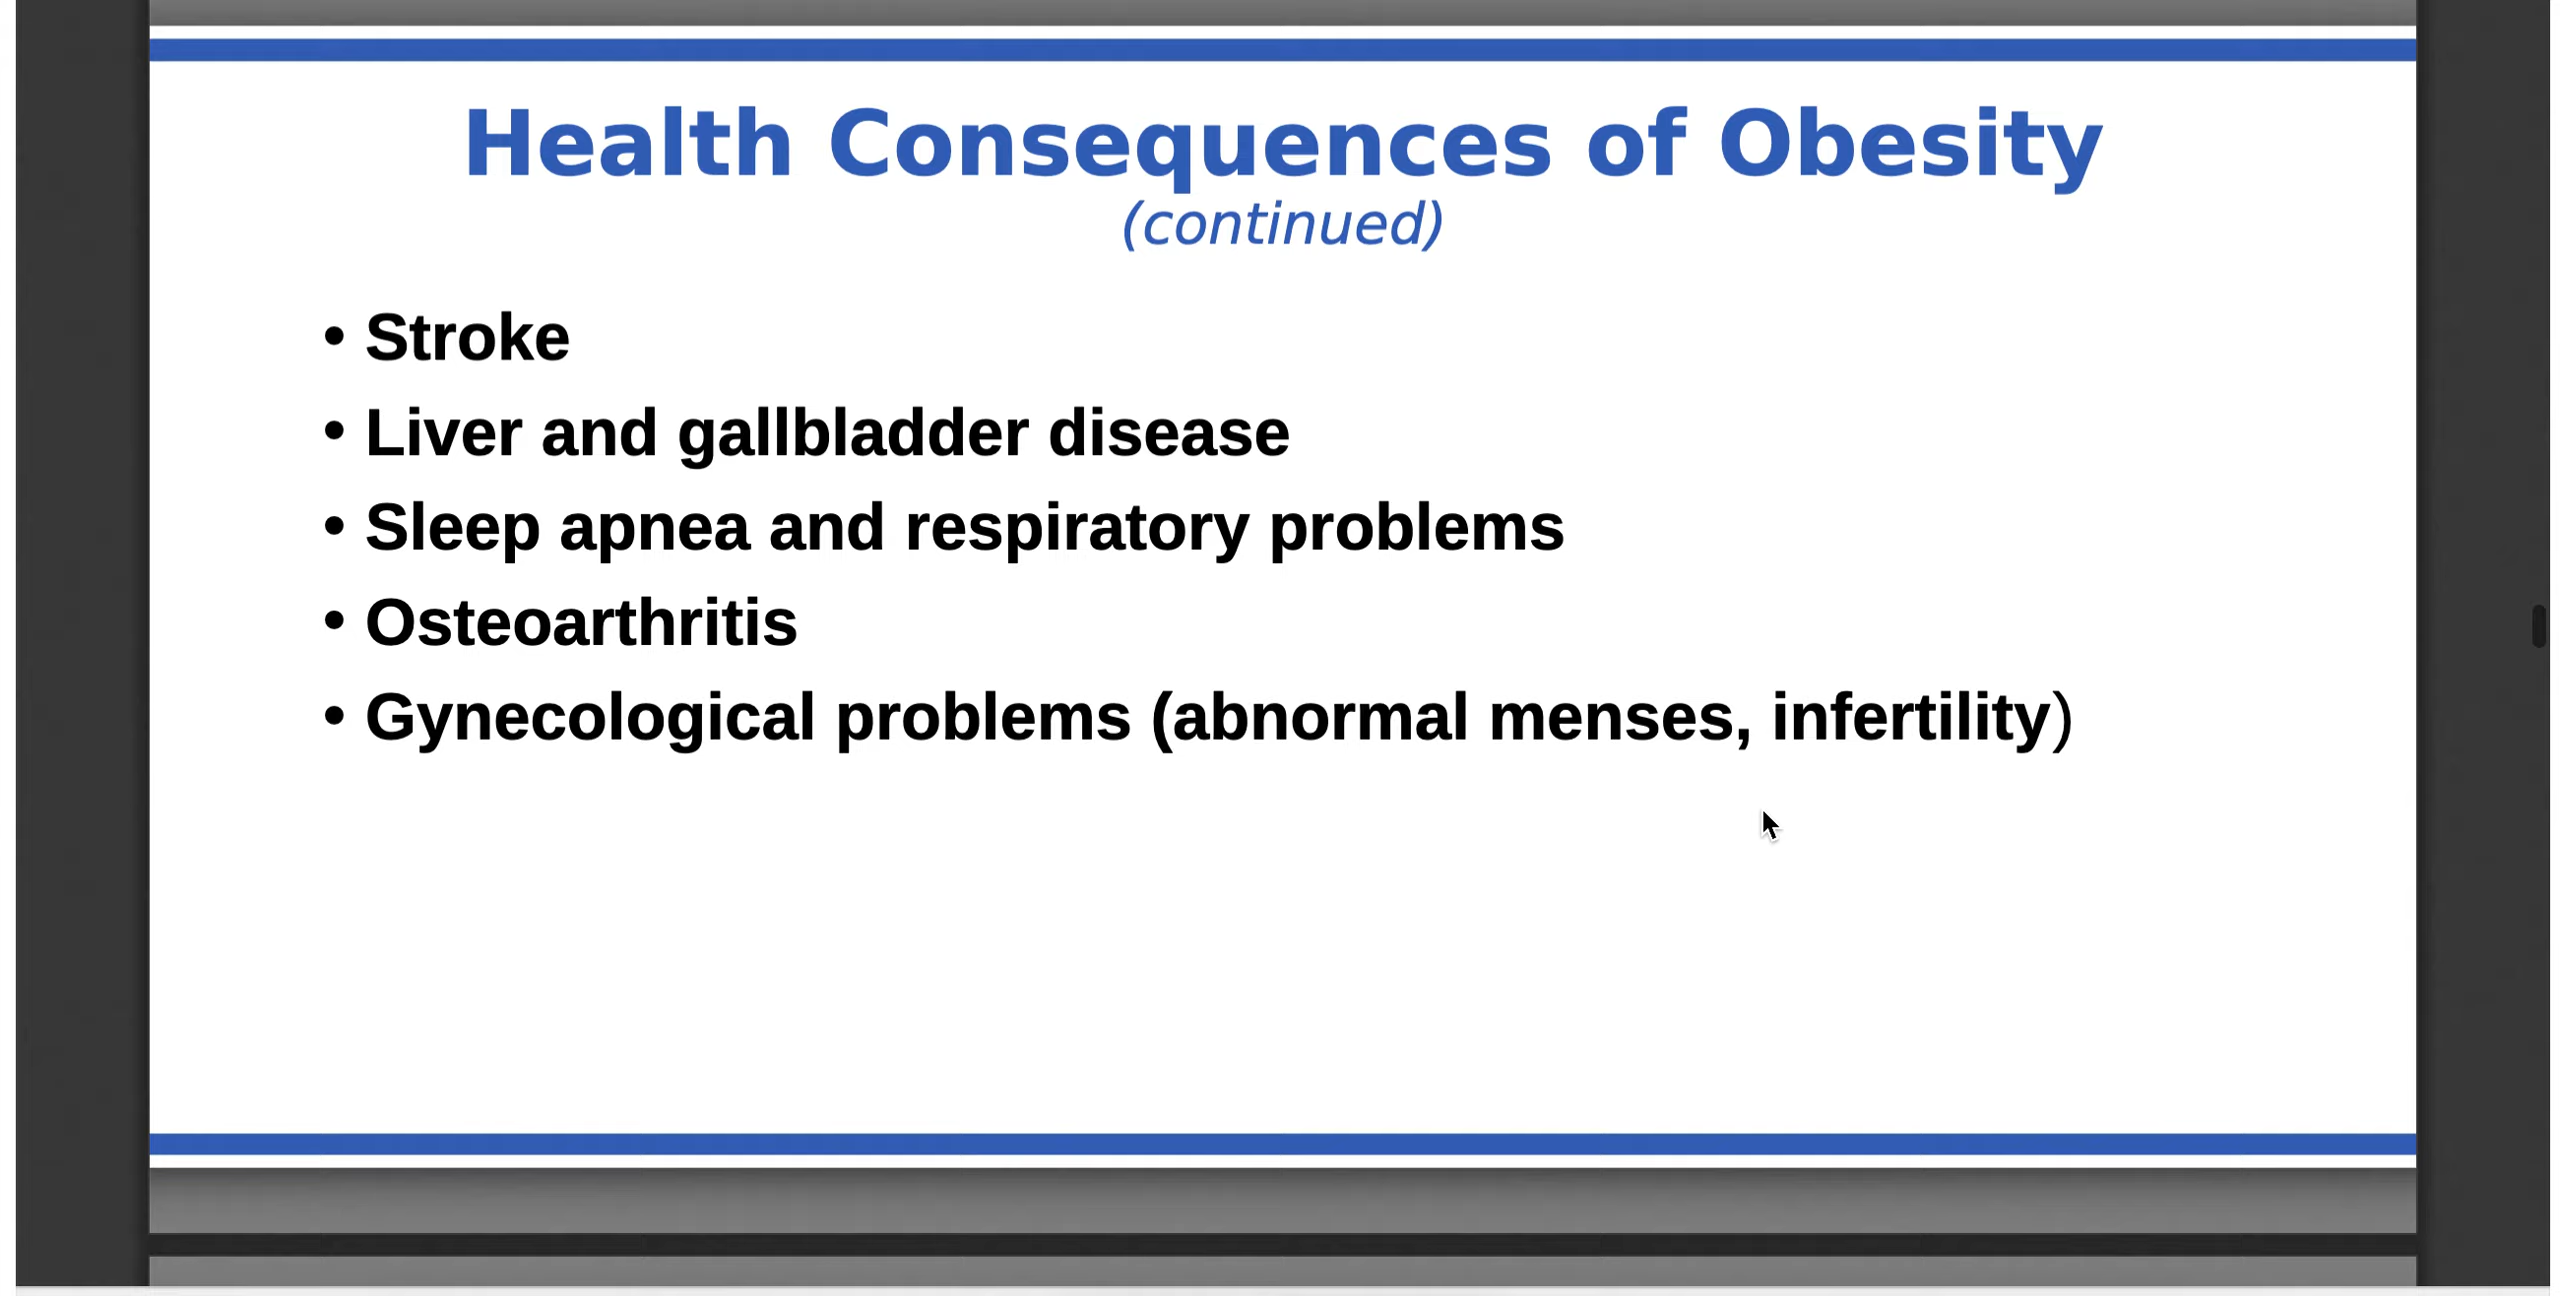 Health Consequences of Obesity
(continued)
• Stroke
• Liver and gallbladder disease
• Sleep apnea and respiratory problems
• Osteoarthritis
• Gynecological problems (abnormal menses, infertility)